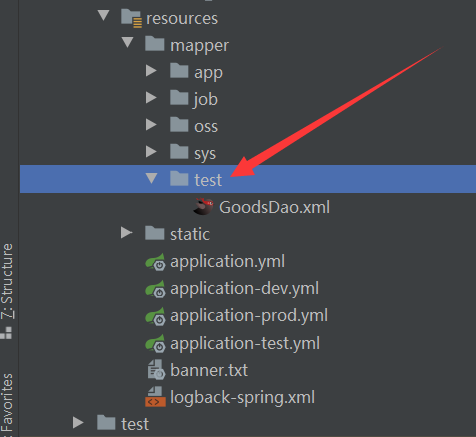 resources
mapper
app
job
oss
sys
test
GoodsDao.xml
static
application.yml
application-dev.yml
application-prod.yml
application-test.yml
banner.txt
logback-spring.xml
test
7: Structure
Favorites